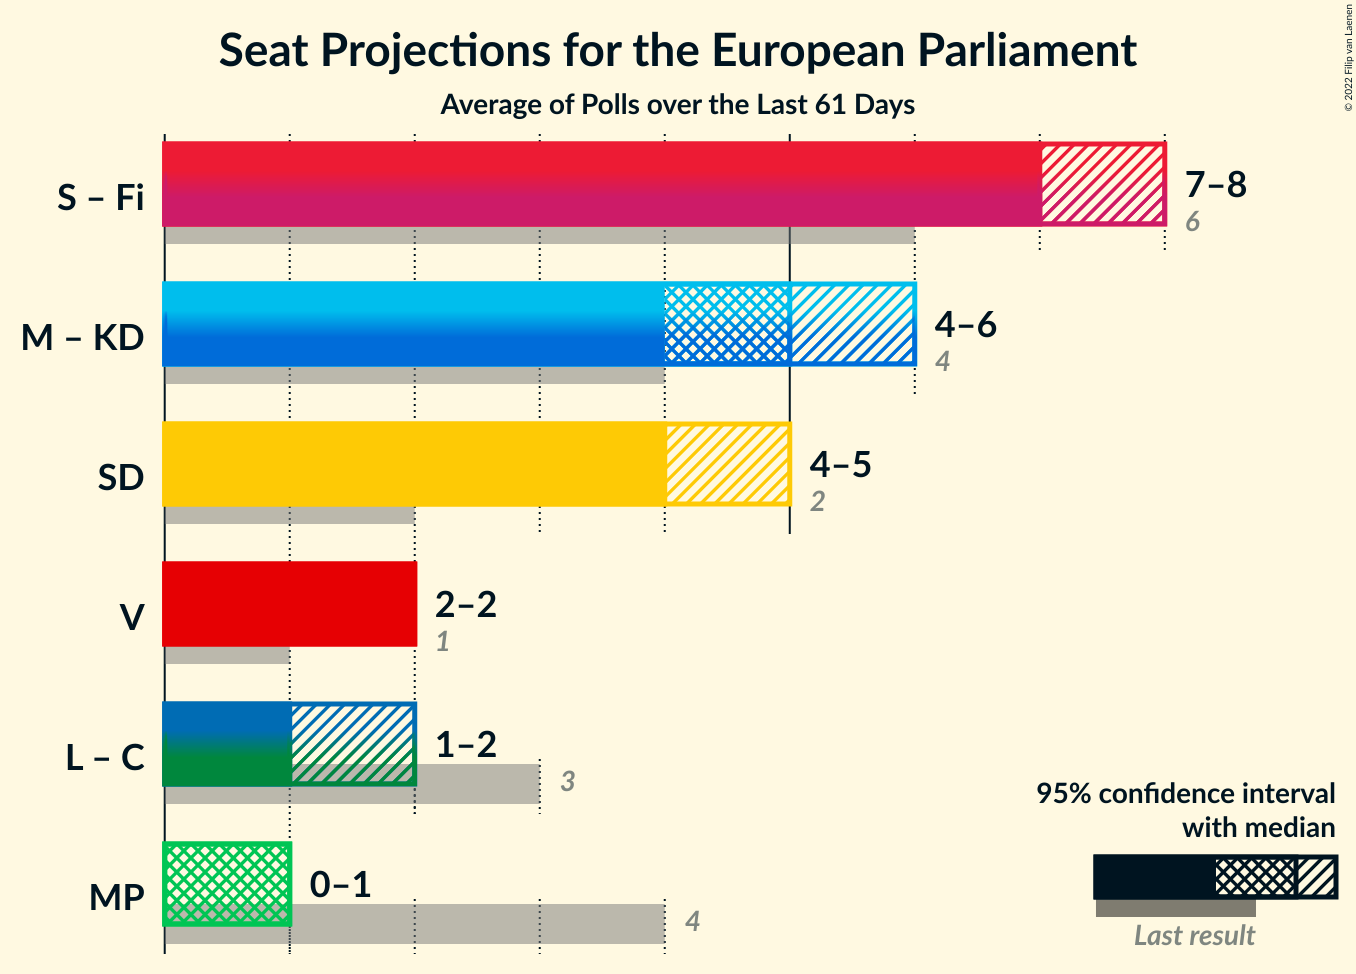 Seat Projections for the European Parliament
Average of Polls over the Last 61 Days
© 2022 Filip van Laenen
S – Fi
7–8
6
M – KD
4–6
4
SD
4–5
2
V
2–2
1
L – C
1–2
3
MP
0–1
4
95% confidence interval
with median
Last result